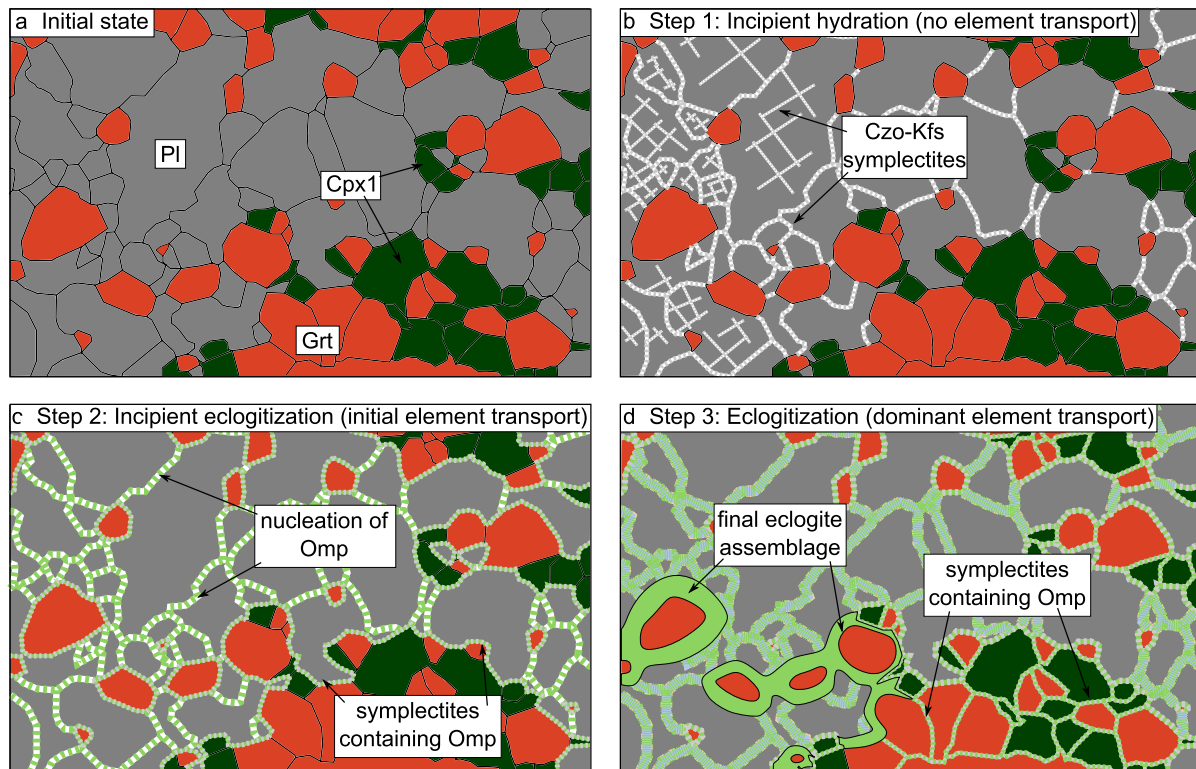 a Initial state
Pl
Cpx1
Grt
b Step 1: Incipient hydration (no element transport)
Czo-Kfs
symplectites
c Step 2: Incipient eclogitization (initial element transport)
nucleation of
Omp
symplectites
containing Omp
d Step 3: Eclogitization (dominant element transport)
final eclogite
assemblage
symplectites
containing Omp